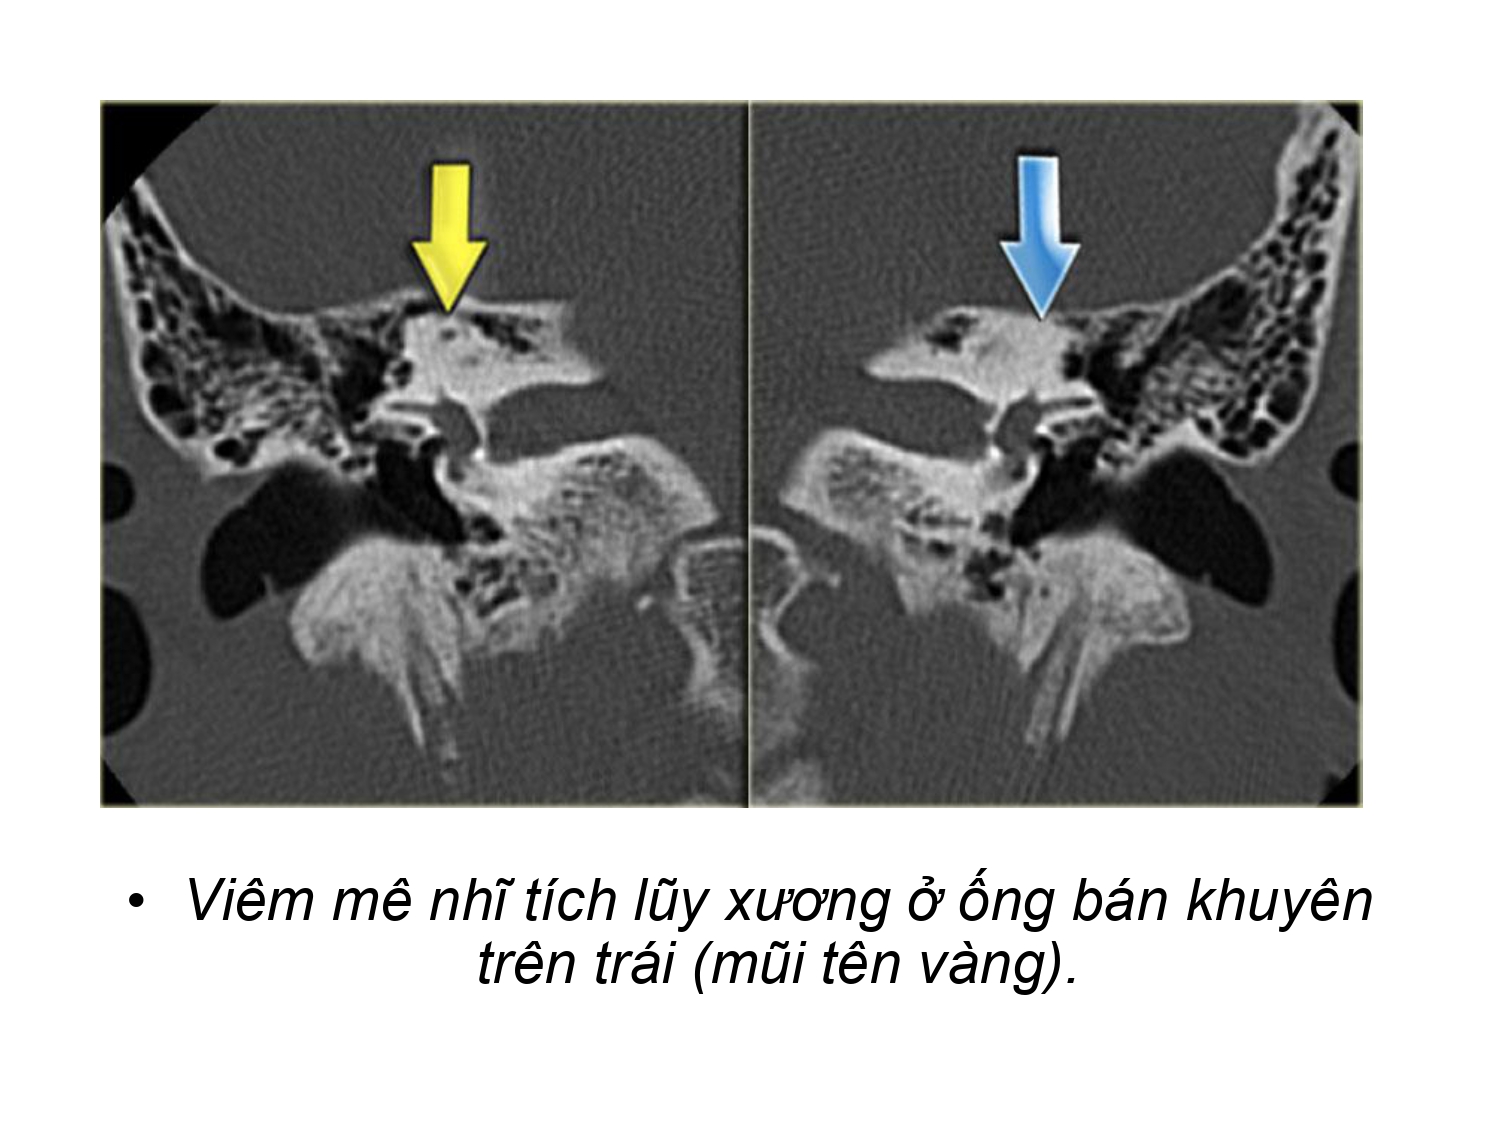 • Viêm mê nhĩ tích lũy xương ở ống bán khuyên
trên trái (mũi tên vàng).